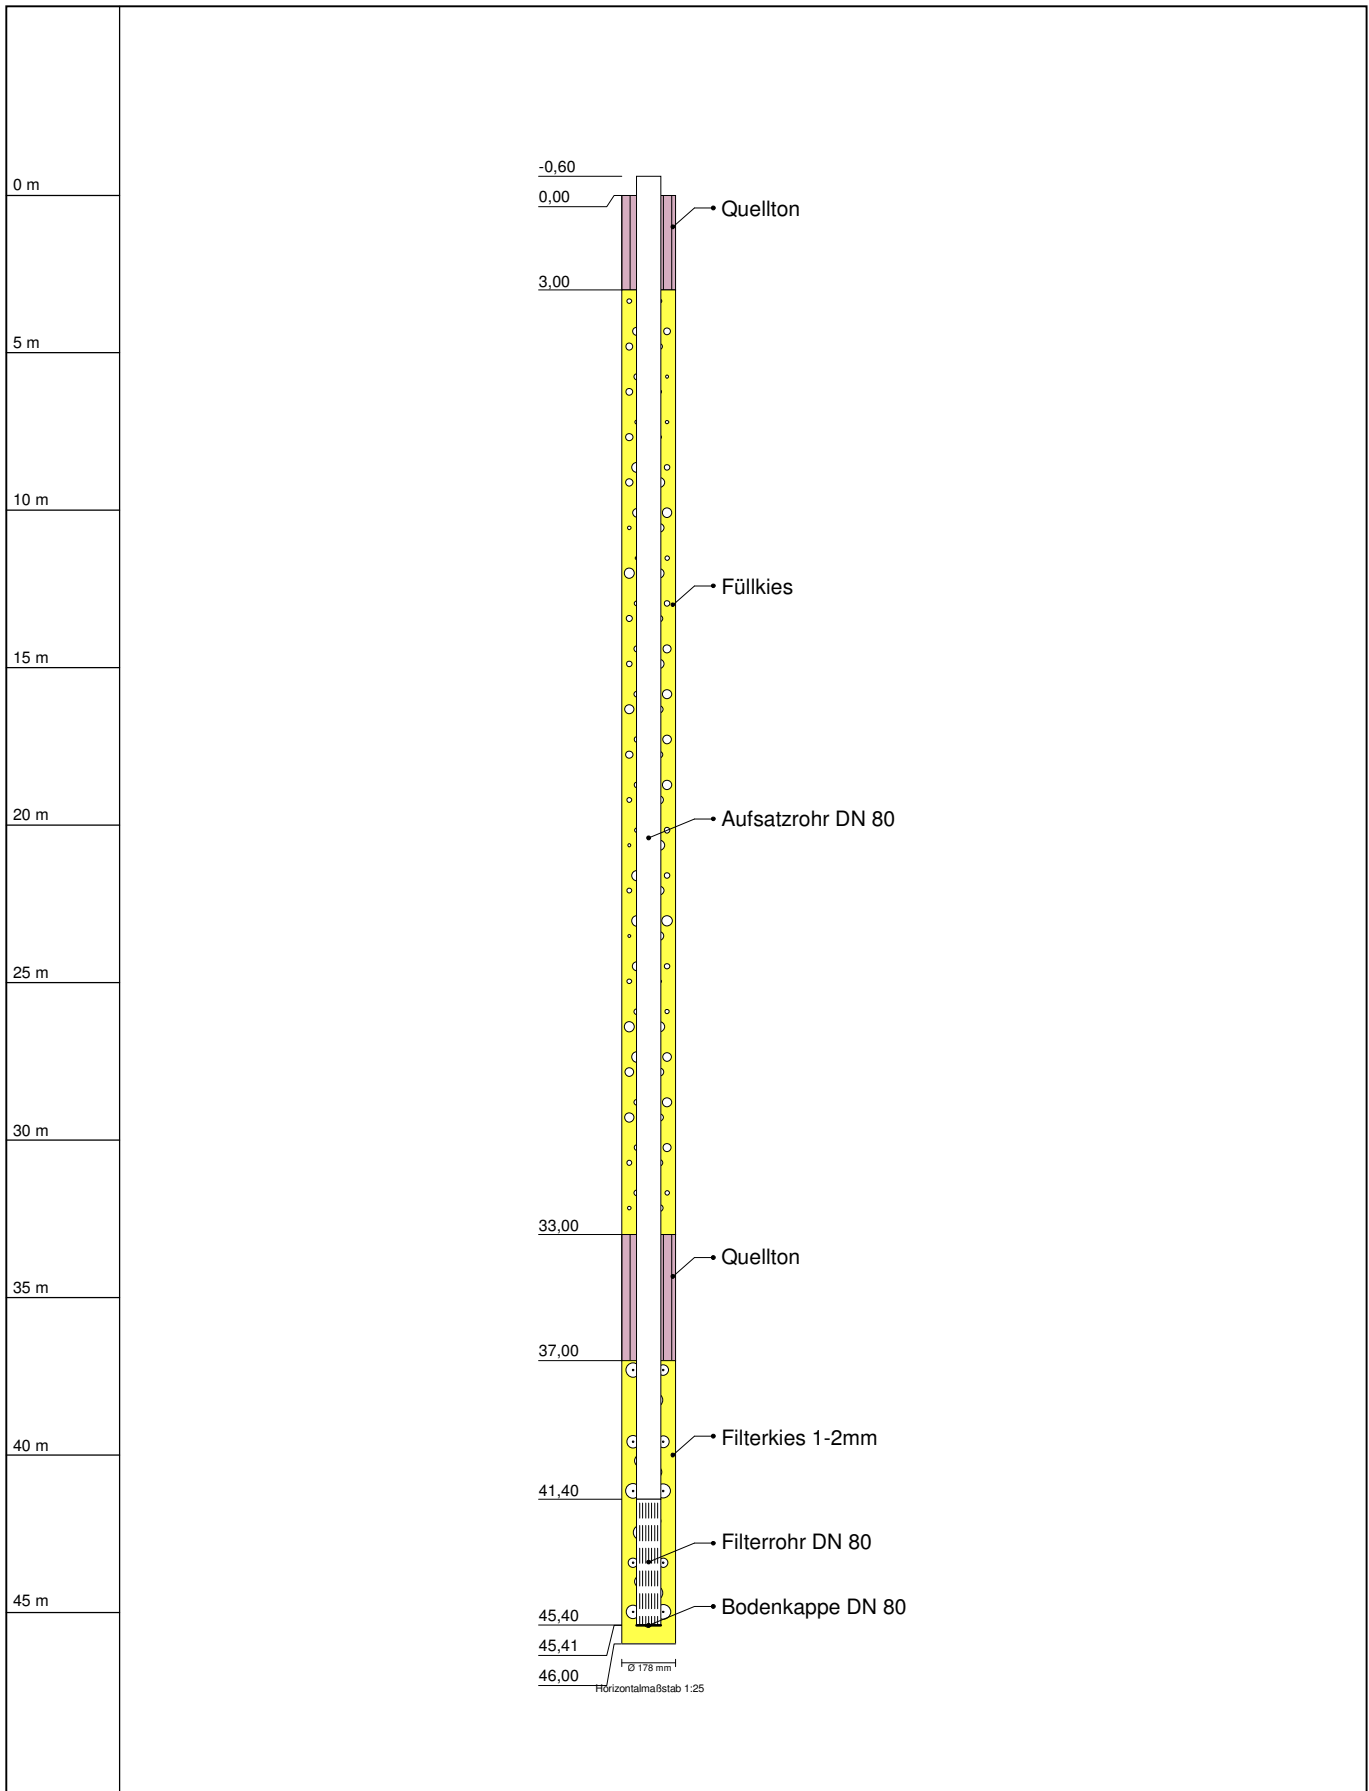 -0,60
0 m
0,00
Quellton
3,00
5 m
10 m
Füllkies
15 m
20 m
Aufsatzrohr DN 80
25 m
30 m
33,00
Quellton
35 m
37,00
Filterkies 1-2mm
40 m
41,40
Filterrohr DN 80
45 m
Bodenkappe DN 80
45,40
45,41
46,00
Ø 178 mm
Horizontalmaßstab 1:25